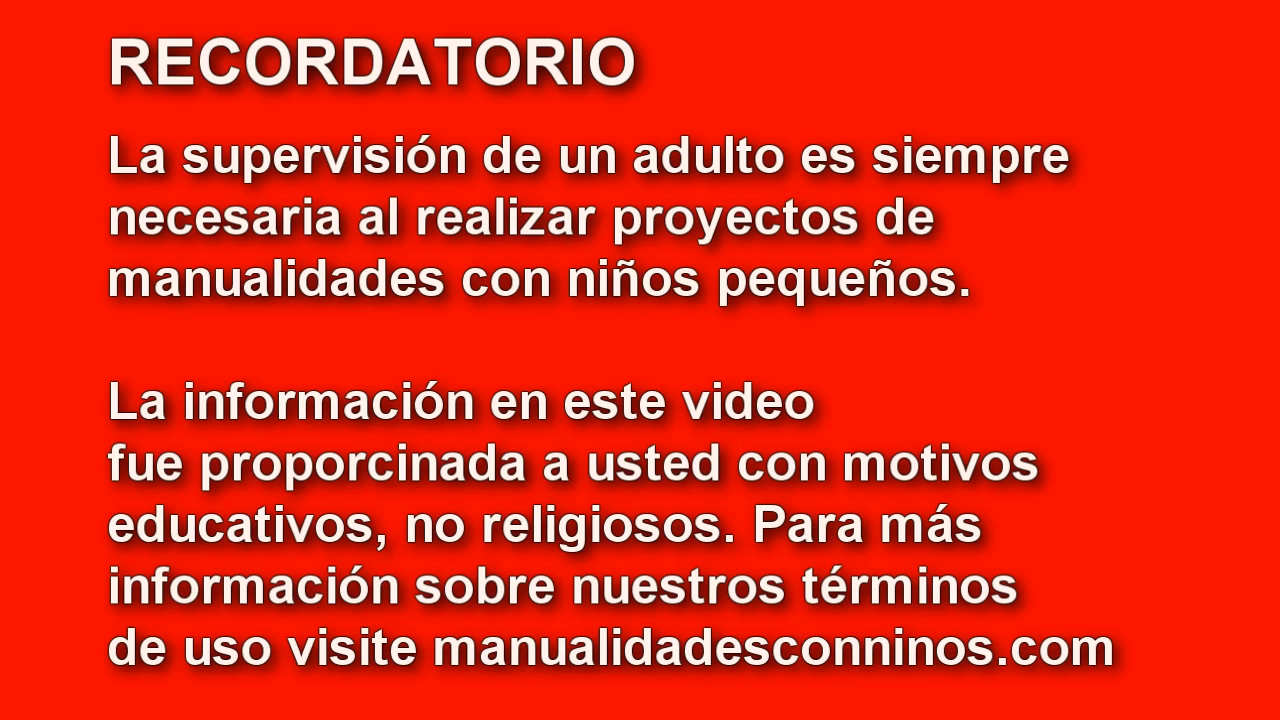 RECORDATORIO
La supervisión de un adulto es siempre
necesaria al realizar proyectos de
manualidades con niños pequeños.
La información en este video
fue proporcinada a usted con motivos
educativos, no religiosos. Para más
información sobre nuestros términos
de uso visite manualidadesconninos.com